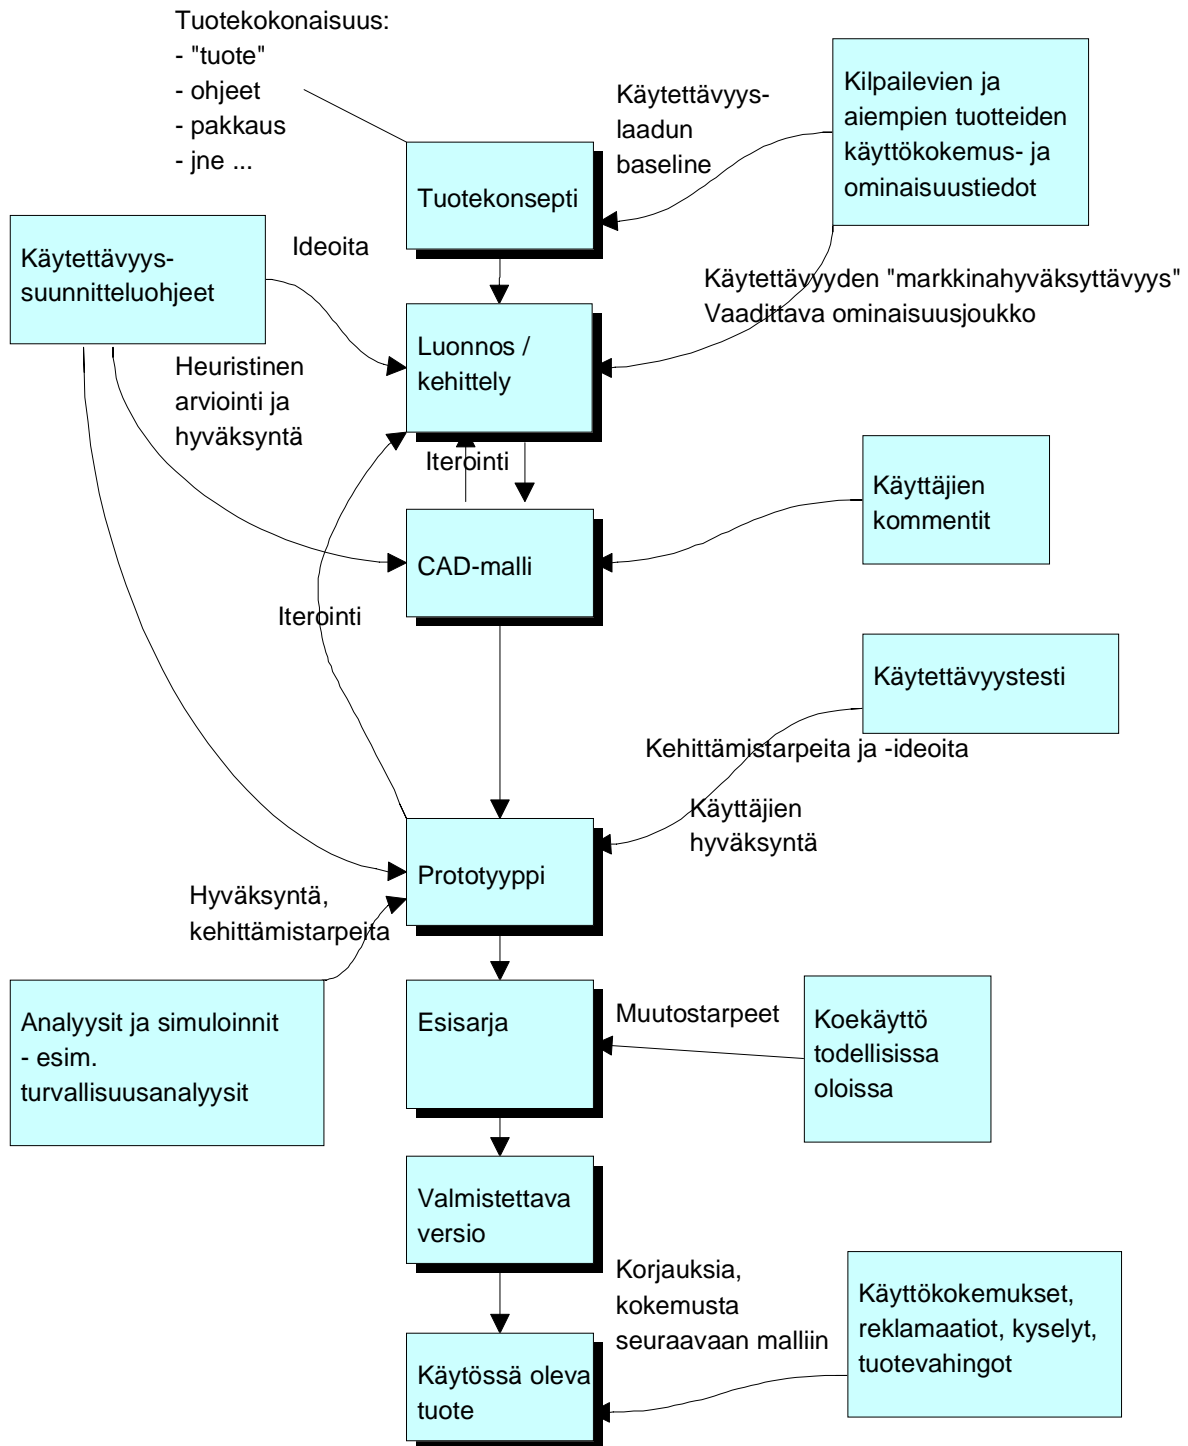 Tuotekokonaisuus:
- "tuote"
- ohjeet
- pakkaus
- jne ...
Käytettävyys-
laadun
baseline
Kilpailevien ja
aiempien tuotteiden
käyttökokemus- ja
ominaisuustiedot
Tuotekonsepti
Käytettävyys-
suunnitteluohjeet
Ideoita
Käytettävyyden "markkinahyväksyttävyys"
Vaadittava ominaisuusjoukko
Luonnos /
kehittely
Heuristinen
arviointi ja
hyväksyntä
Iterointi
Käyttäjien
kommentit
CAD-malli
Iterointi
Käytettävyystesti
Kehittämistarpeita ja -ideoita
Käyttäjien
hyväksyntä
Prototyyppi
Hyväksyntä,
kehittämistarpeita
Analyysit ja simuloinnit
- esim.
turvallisuusanalyysit
Esisarja
Muutostarpeet
Koekäyttö
todellisissa
oloissa
Valmistettava
versio
Korjauksia,
kokemusta
seuraavaan malliin
Käyttökokemukset,
reklamaatiot, kyselyt,
tuotevahingot
Käytössä oleva
tuote